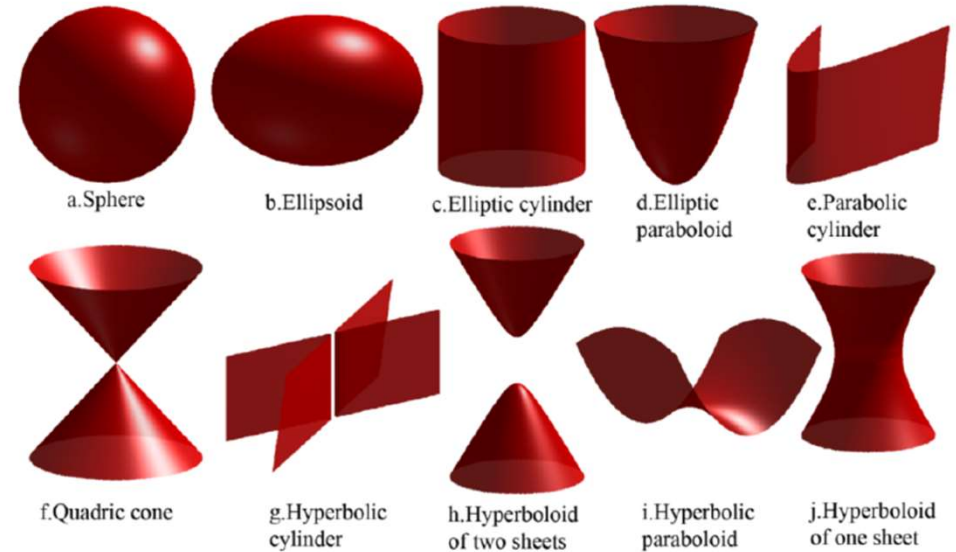 a.Sphere
b.Ellipsoid
c.Elliptic cylinder
d.Elliptic
paraboloid
e.Parabolic
cylinder
f.Quadric cone
g.Hyperbolic
cylinder
h.Hyperboloid
of two sheets
i.Hyperbolic
paraboloid
j.Hyperboloid
of one sheet